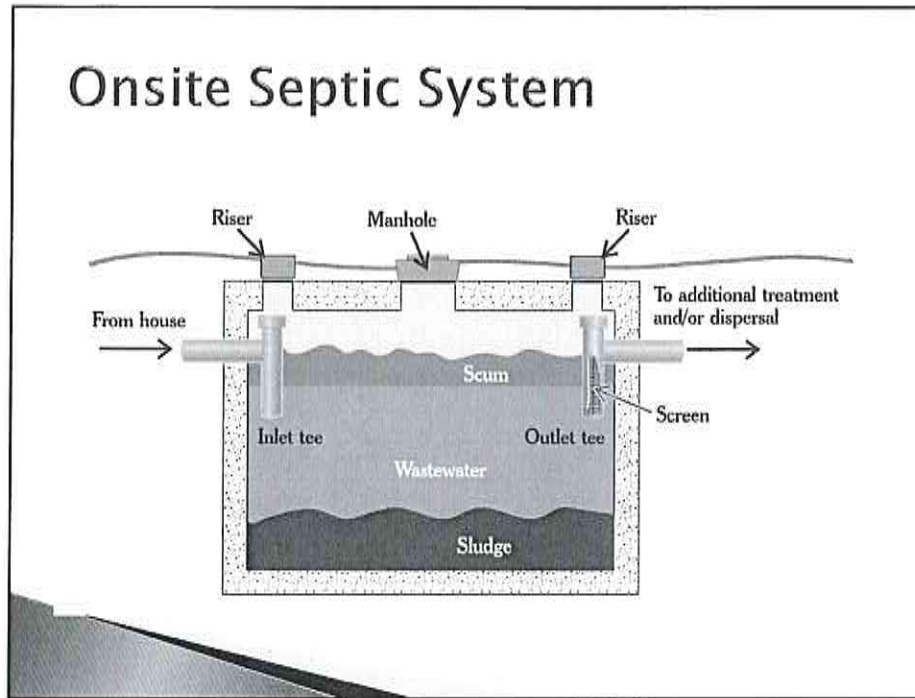 Onsite Septic System
Riser
Manhole
Riser
From house
To additional treatment
and/or dispersal
Scum
Screen
Inlet tee
Outlet tee
Wastewater
Sludge